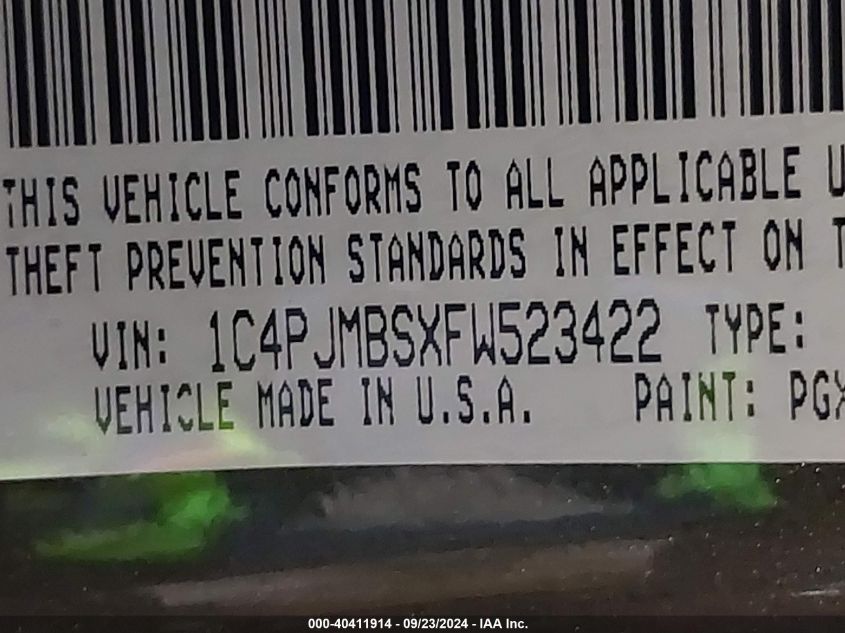 THIS VEHICLE CONFORMS TO ALL APPLICABLE U
THEFT PREVENTION STANDARDS IN EFFECT ON T
VIN: 1C4PJMBSXFW523422 TYPE:
VEHICLE MADE IN U.S.A. PAINT: PGX
000-40411914 - 09/23/2024 - IAA Inc.